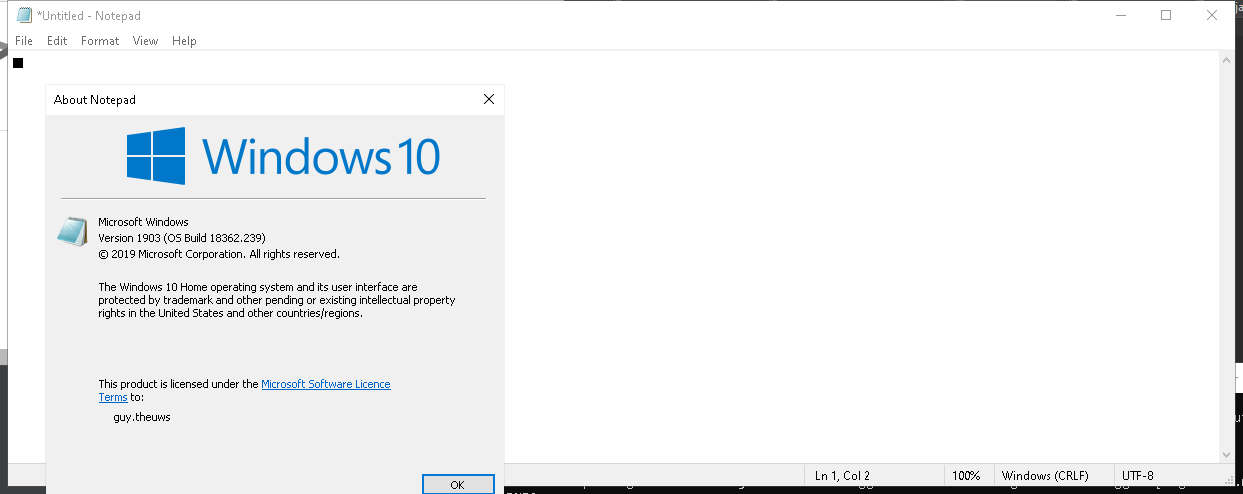 *Untitled - Notepad
File Edit Format View Help
■
About Notepad
Windows 10
Microsoft Windows
Version 1903 (OS Build 18362.239)
© 2019 Microsoft Corporation. All rights reserved.
The Windows 10 Home operating system and its user interface are
protected by trademark and other pending or existing intellectual property
rights in the United States and other countries/regions.
This product is licensed under the Microsoft Software Licence
Terms to:
guy.theuws
OK
Ln 1, Col 2 100% Windows (CRLF) UTF-8